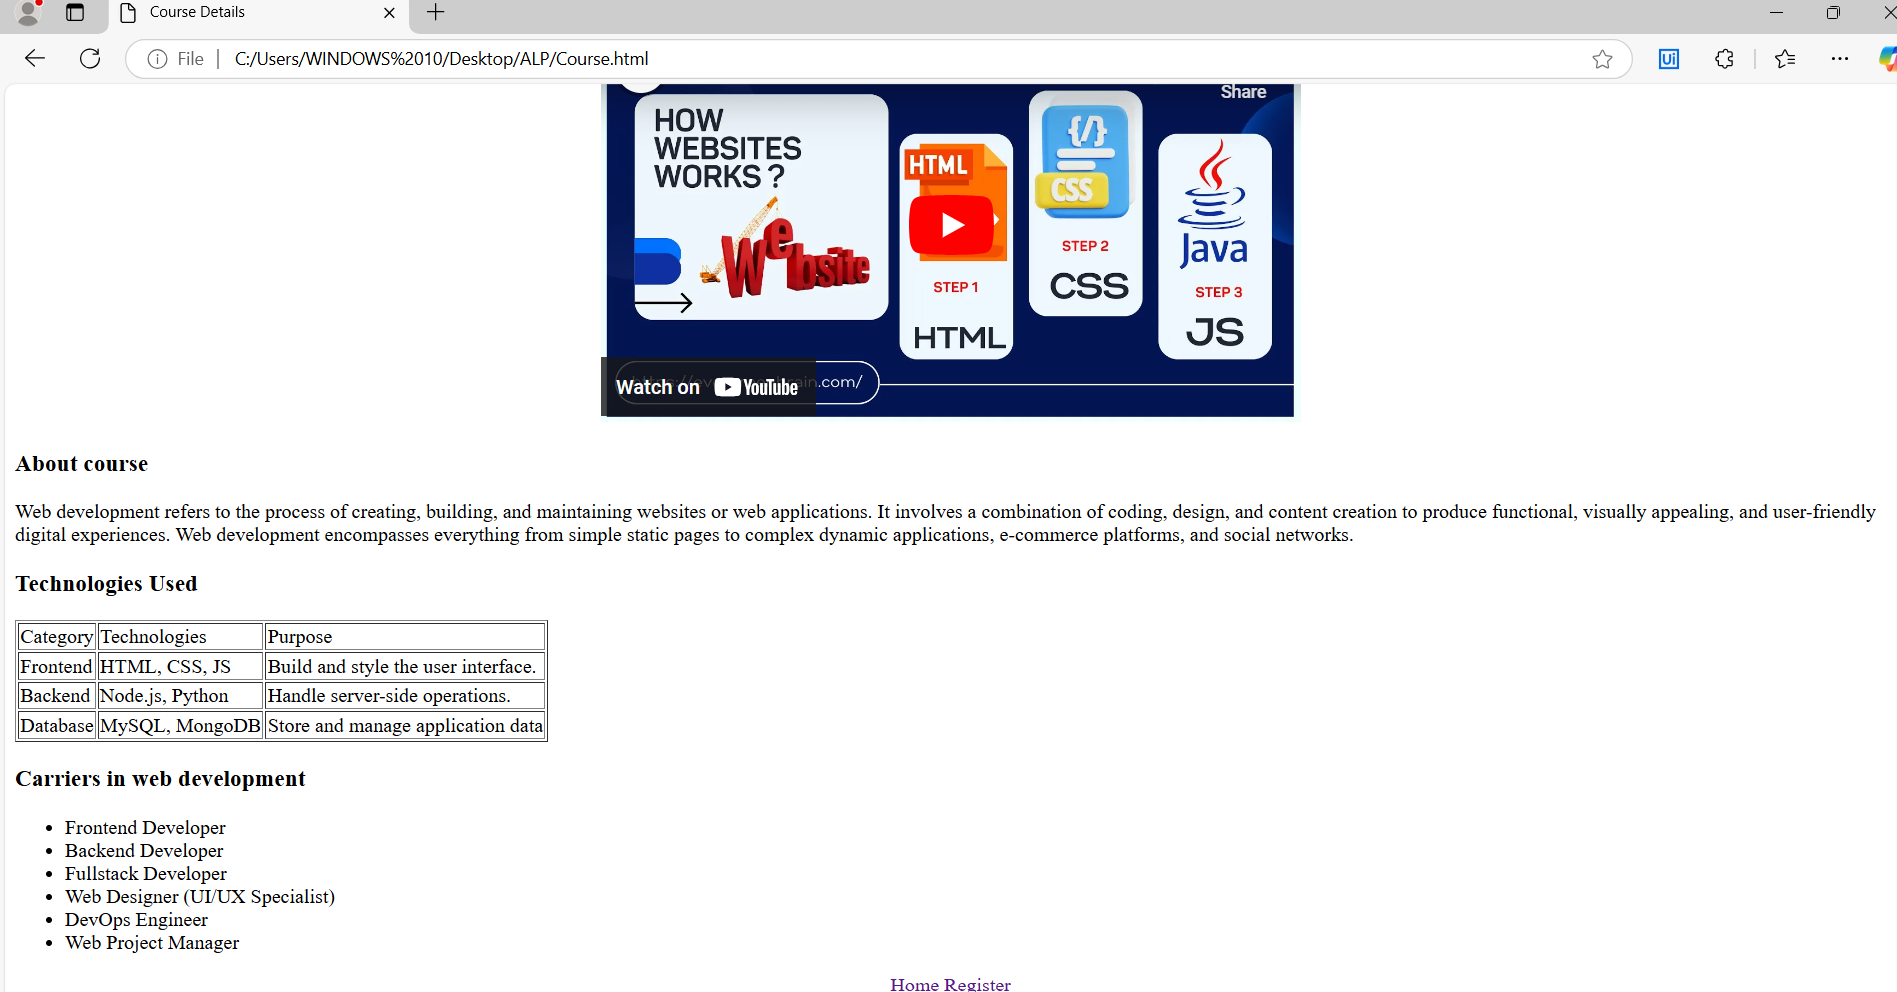 Course Details
File
C:/Users/WINDOWS%2010/Desktop/ALP/Course.html
Ui
Share
HOW
WEBSITES
WORKS ?
Website
HTML
STEP 1
HTML
{/}
CSS
STEP 2
CSS
Java
STEP 3
JS
Watch on YouTube
ain.com/
About course
Web development refers to the process of creating, building, and maintaining websites or web applications. It involves a combination of coding, design, and content creation to produce functional, visually appealing, and user-friendly
digital experiences. Web development encompasses everything from simple static pages to complex dynamic applications, e-commerce platforms, and social networks.
Technologies Used
Category Technologies Purpose
Frontend HTML, CSS, JS Build and style the user interface.
Backend Node.js, Python Handle server-side operations.
Database MySQL, MongoDB Store and manage application data
Carriers in web development
Frontend Developer
Backend Developer
Fullstack Developer
Web Designer (UI/UX Specialist)
DevOps Engineer
Web Project Manager
Home Register